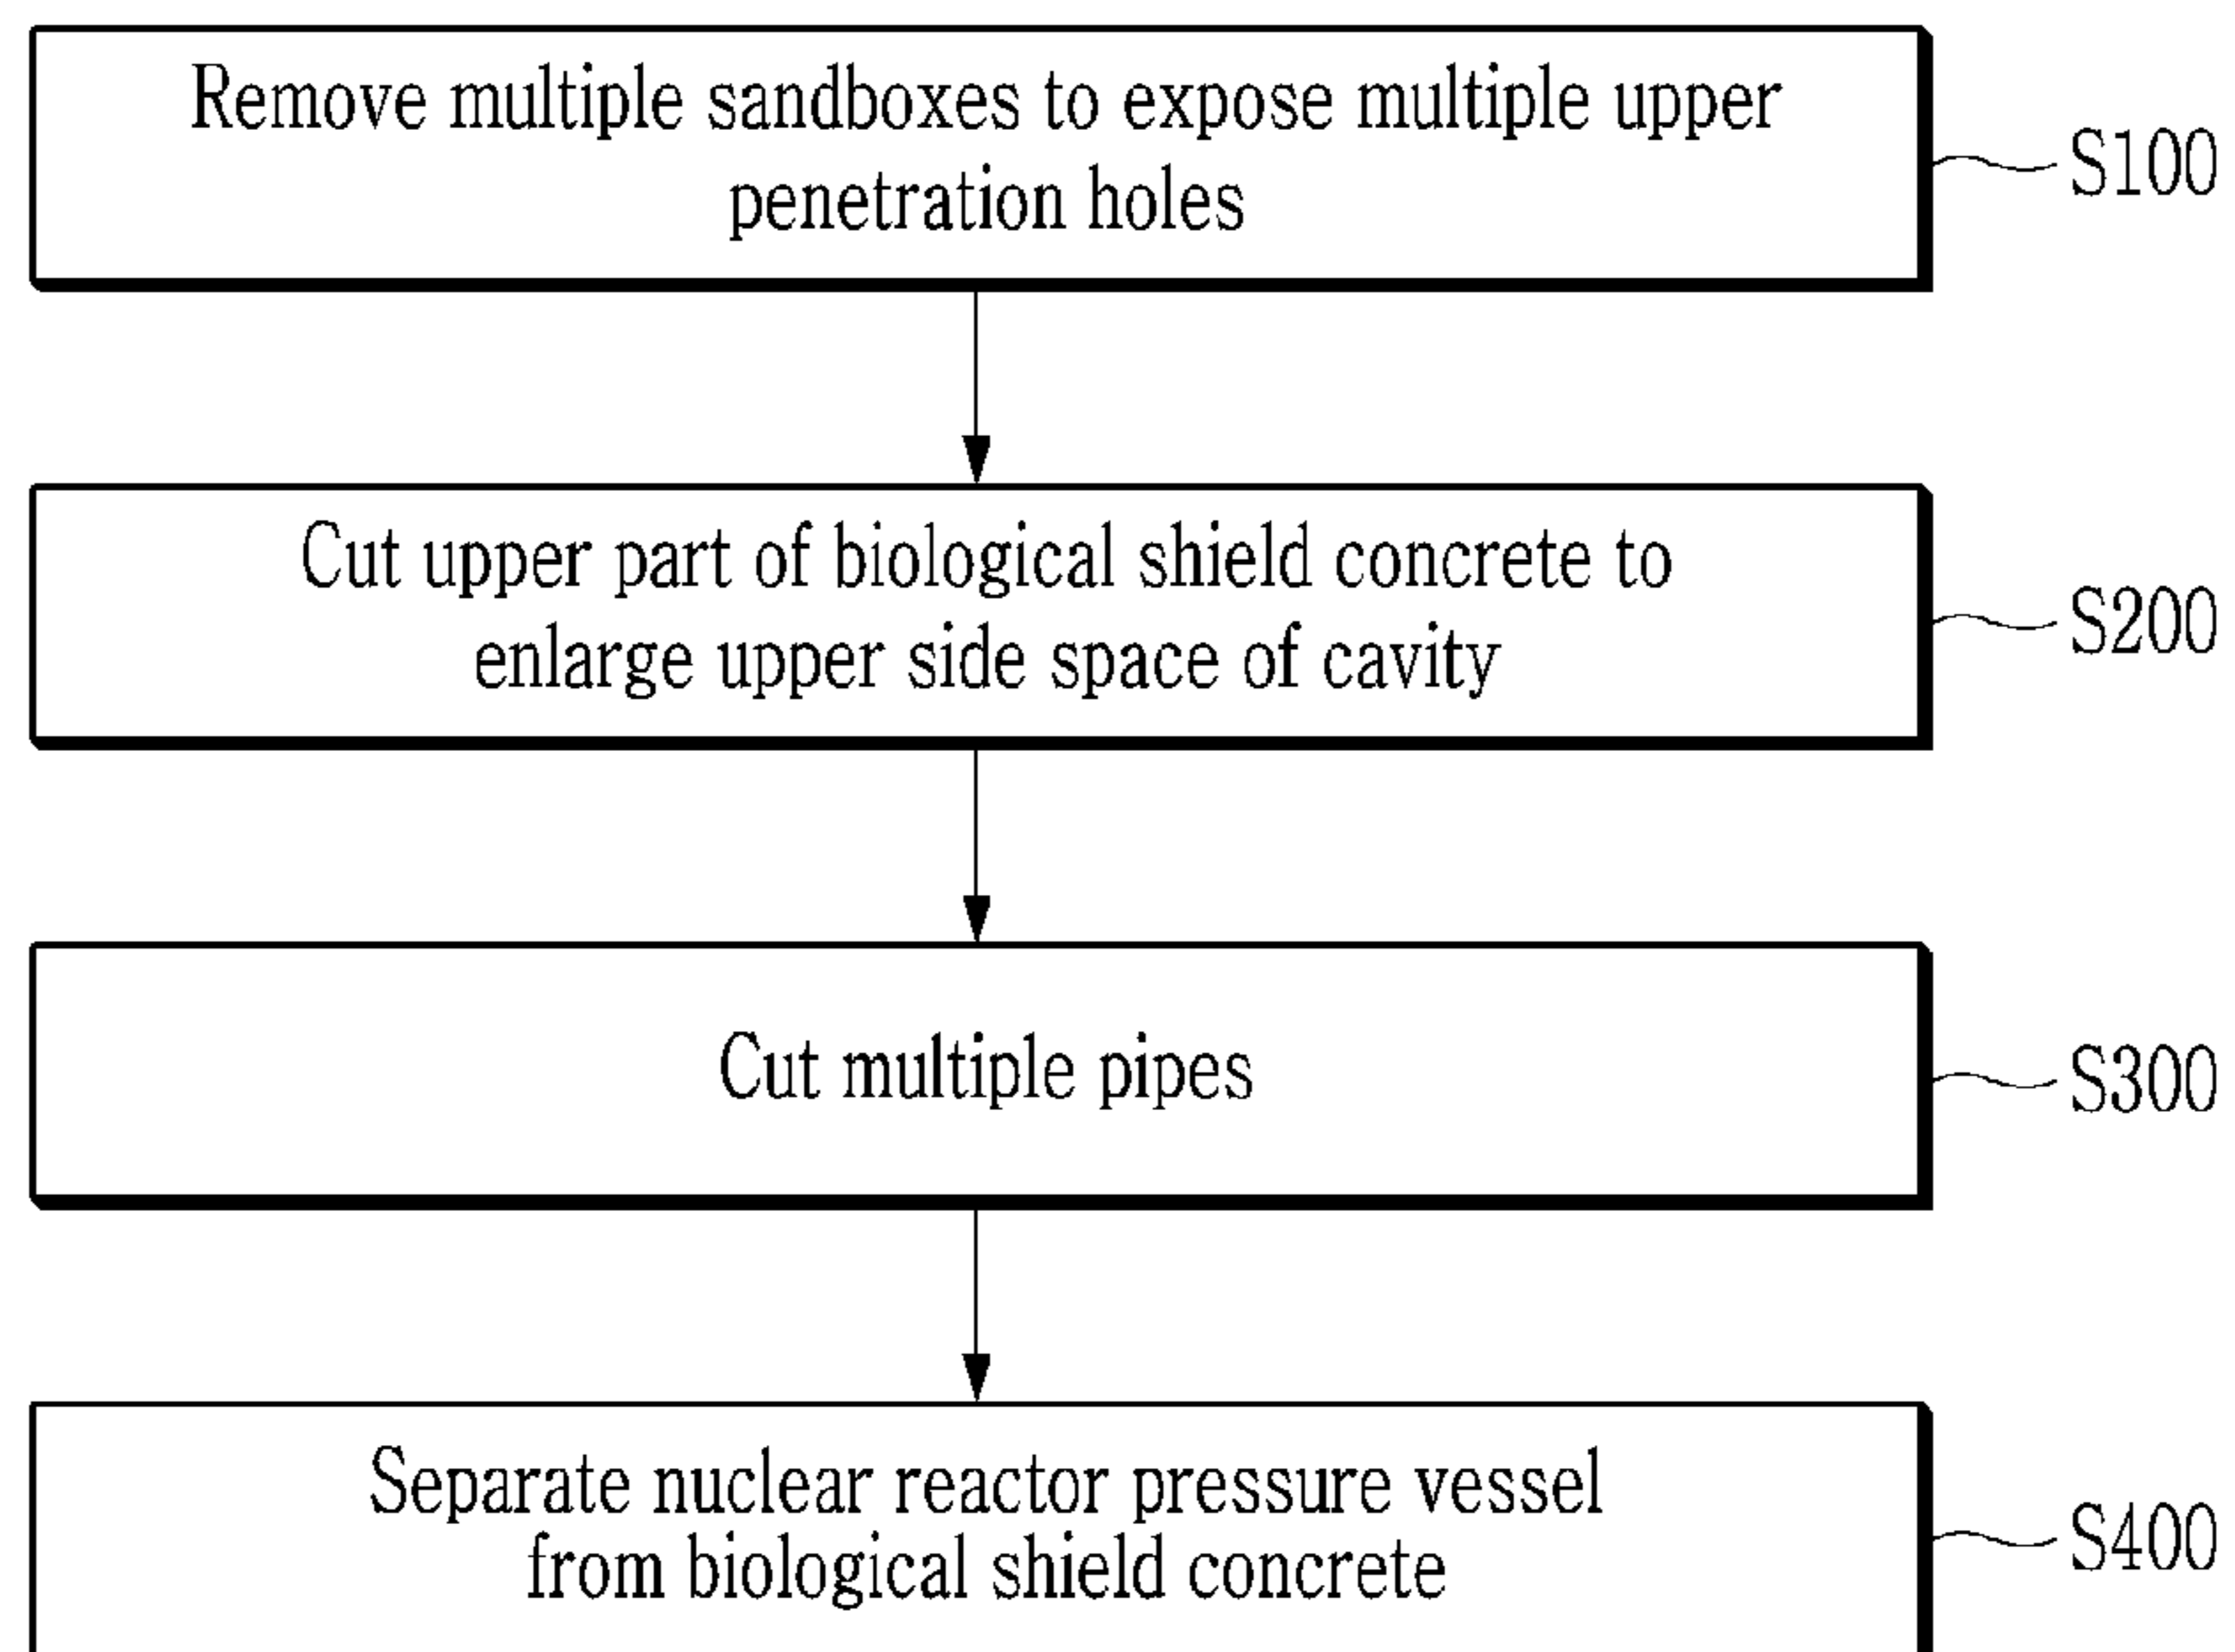 Remove multiple sandboxes to expose multiple upper
penetration holes
S100
Cut upper part of biological shield concrete to
enlarge upper side space of cavity
S200
Cut multiple pipes
S300
Separate nuclear reactor pressure vessel
from biological shield concrete
S400